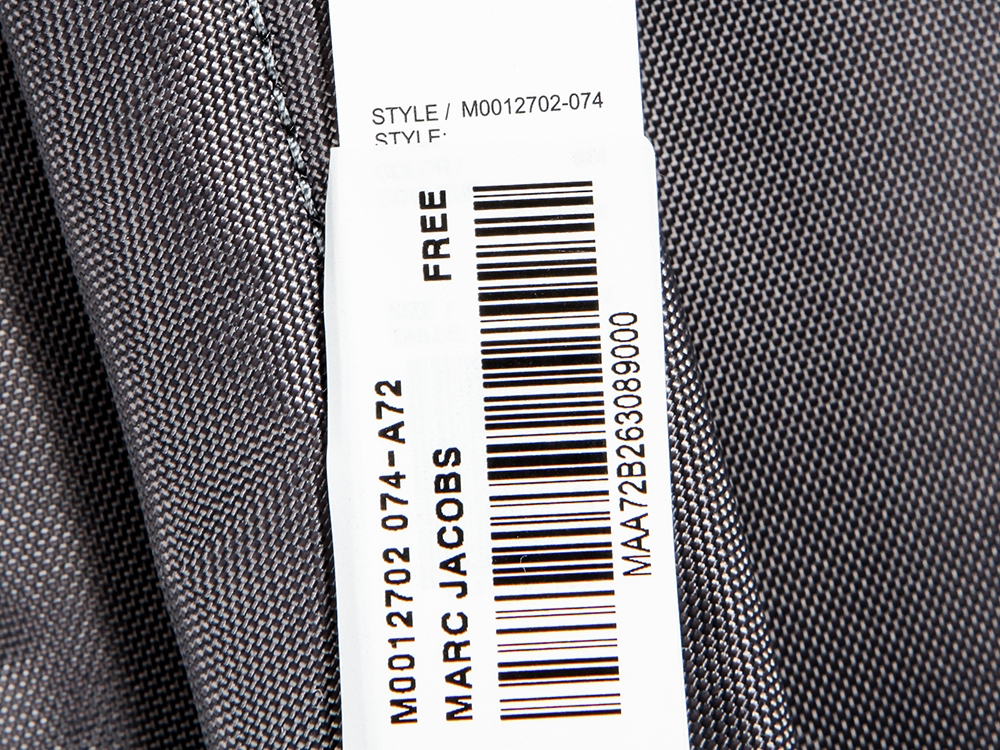 STYLE / M0012702-074
STYLE:
M0012702 074-A72
MARC JACOBS FREE
MAA72B263089000